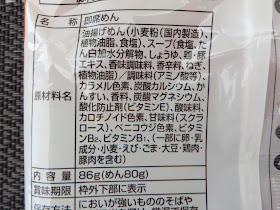 名称 即席めん
原材料名
油揚げめん(小麦粉(国内製造)、
植物油脂、食塩)、スープ(食塩、た
ん白加水分解物、しょうゆ、鶏・豚
エキス、香味調味料、香辛料、ねぎ、
植物油脂)/調味料(アミノ酸等)、
カラメル色素、炭酸カルシウム、か
んすい、香料、炭酸マグネシウム、
酸化防止剤(ビタミンE)、酸味料、
カロチノイド色素、甘味料(スクラ
ロース)、ベニコウジ色素、ビタミ
ンB₂、ビタミンB₁、(一部に卵・乳
成分・小麦・えび・ごま・大豆・鶏肉・
豚肉を含む)
内容量 86g(めん80g)
賞味期限 枠外下部に表示
保存方法 においが強いもののそばや